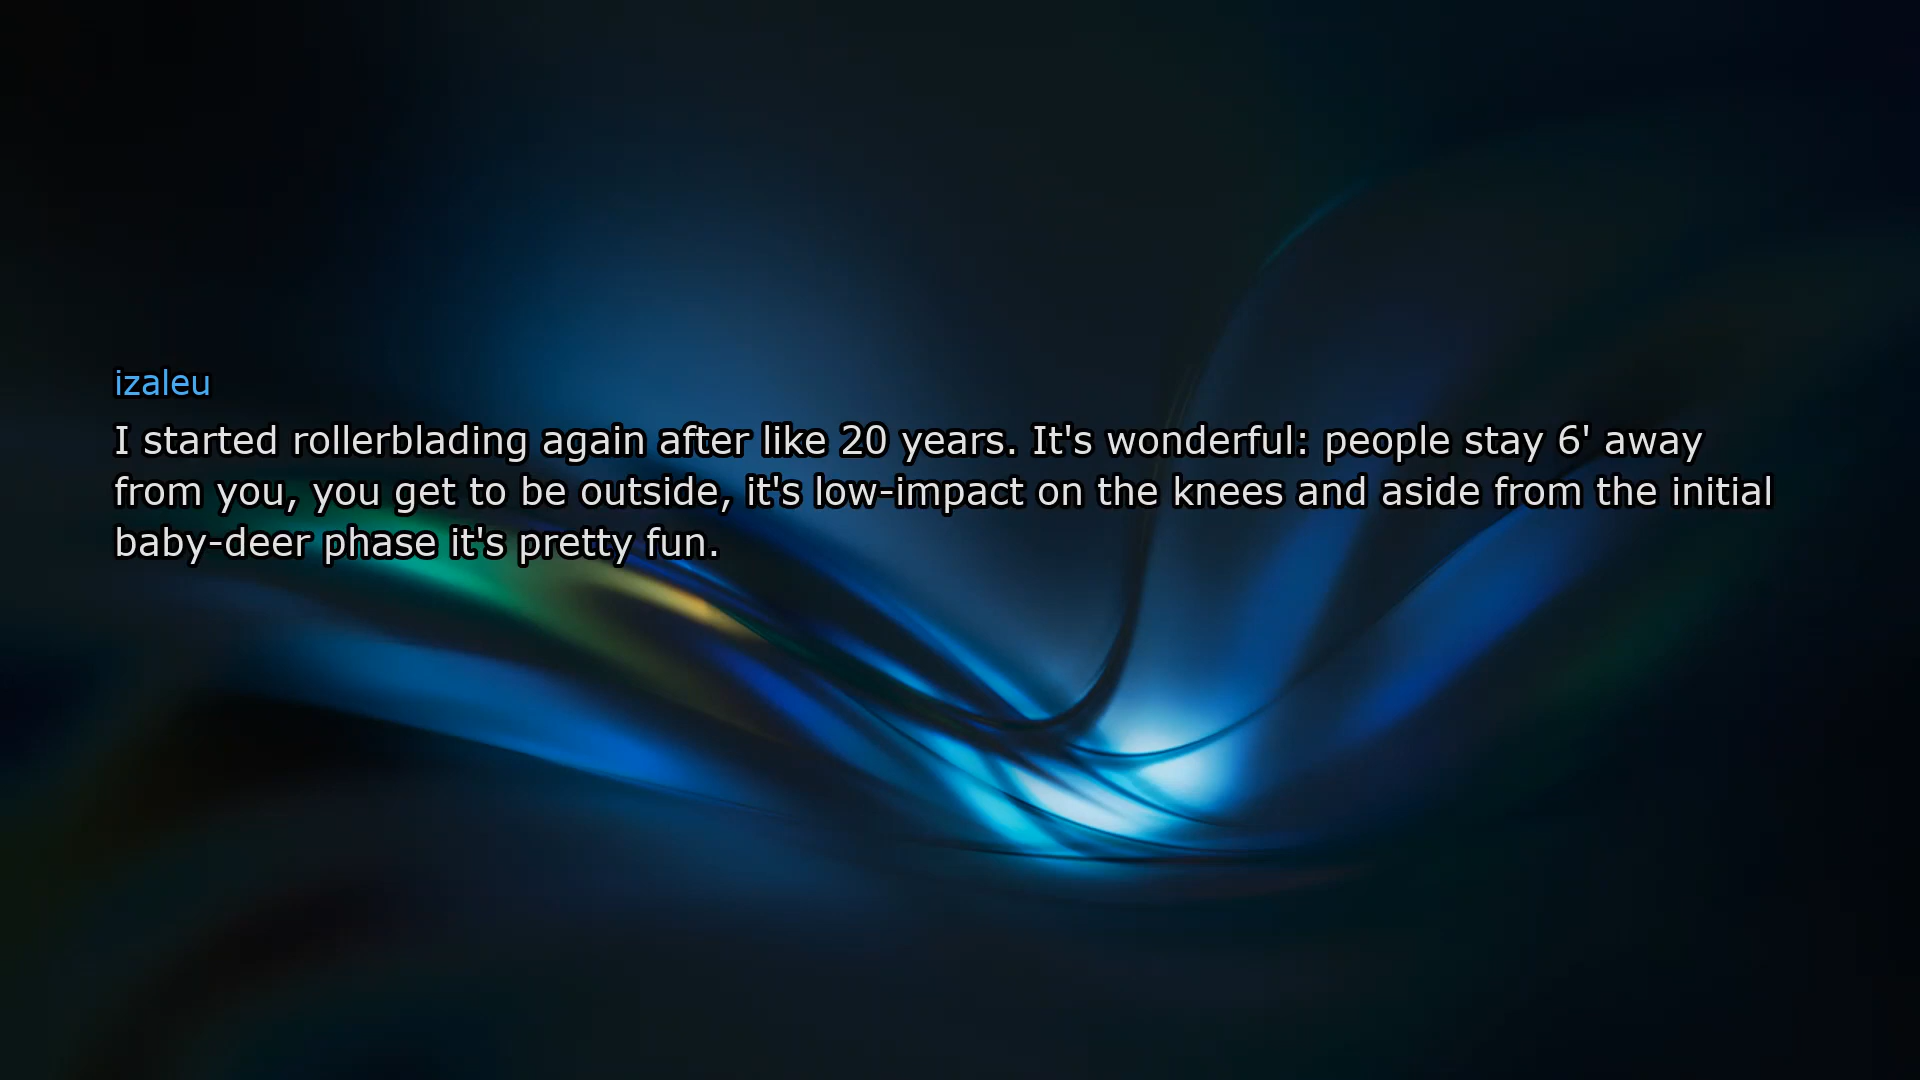 izaleu
I started rollerblading again after like 20 years. It's wonderful: people stay 6' away
from you, you get to be outside, it's low-impact on the knees and aside from the initial
baby-deer phase it's pretty fun.